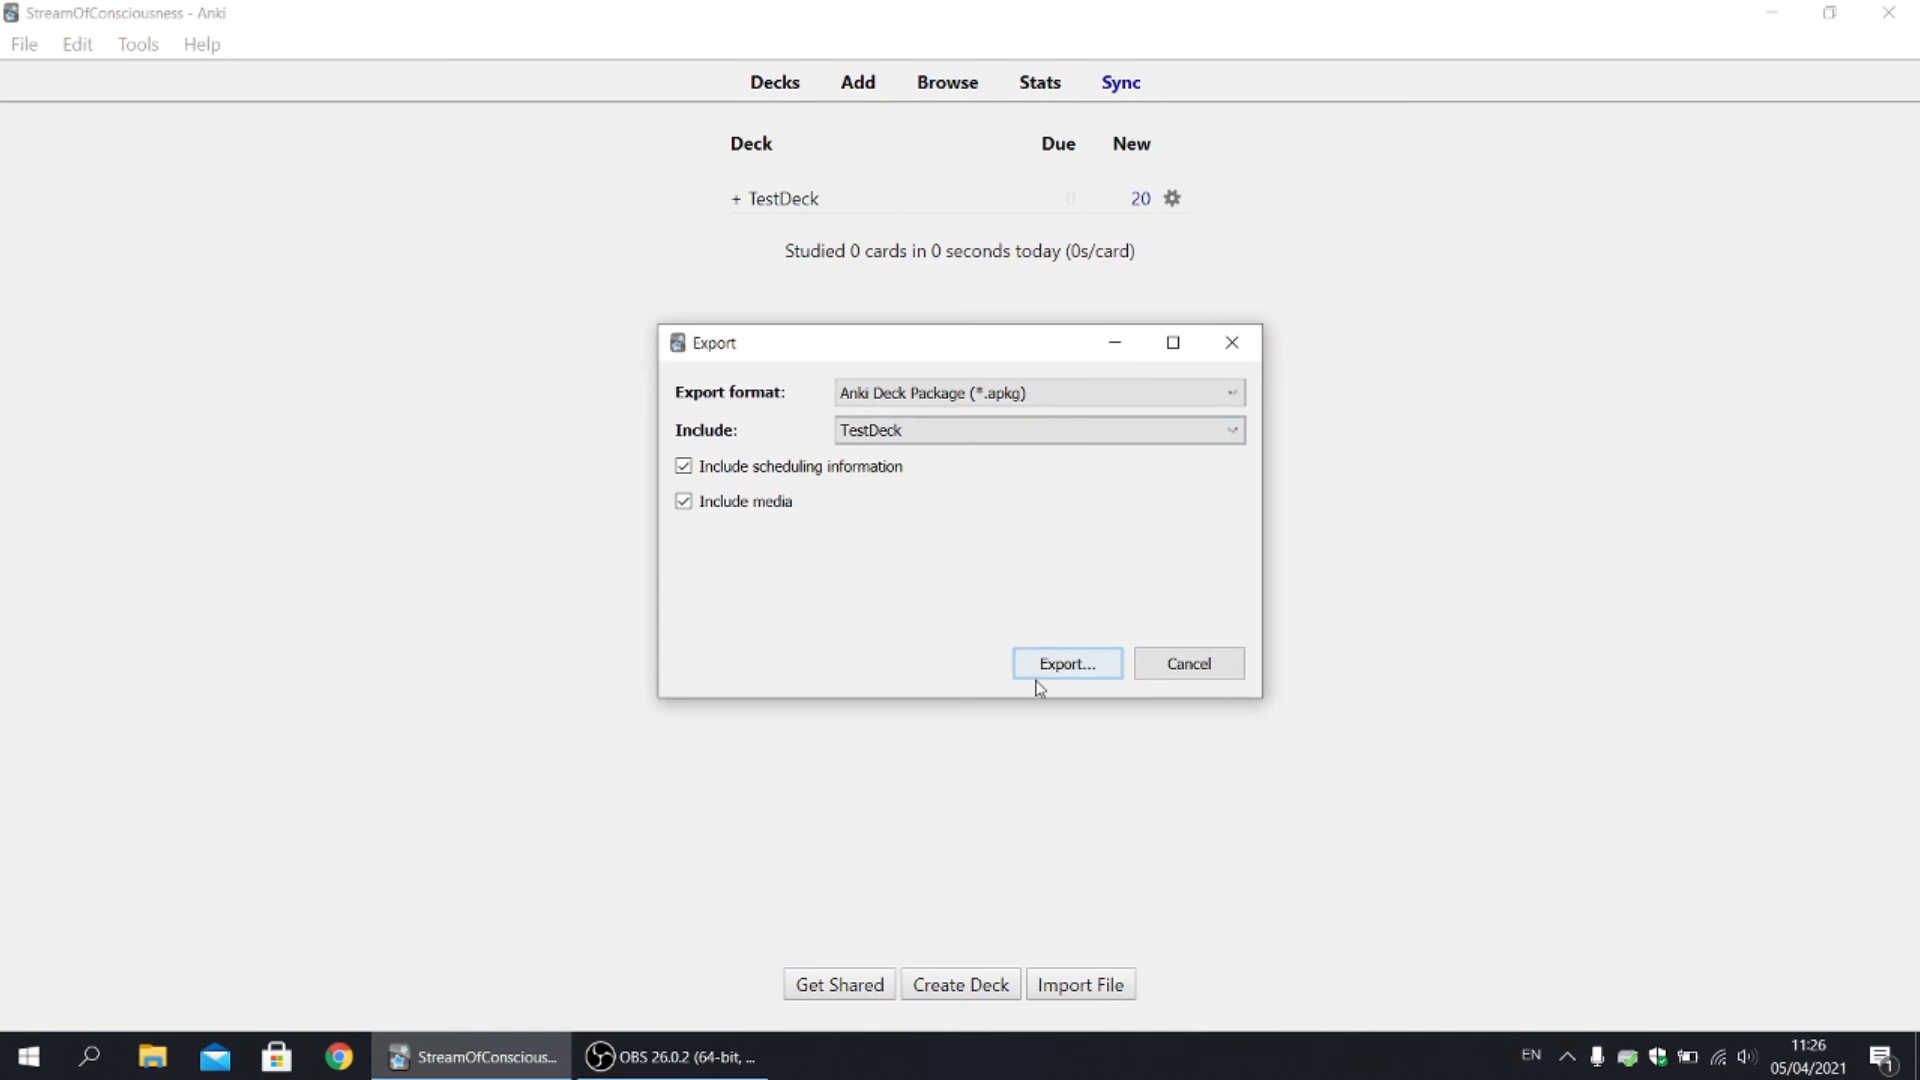 StreamOfConsciousness - Anki
File Edit Tools Help
Decks Add Browse Stats Sync
Deck Due New
+ TestDeck 0 20
Studied 0 cards in 0 seconds today (0s/card)
Export
Export format: Anki Deck Package (*.apkg)
Include: TestDeck
Include scheduling information
Include media
Export... Cancel
Get Shared Create Deck Import File
StreamOfConscious... OBS 26.0.2 (64-bit, ... EN 11:26
05/04/2021 1